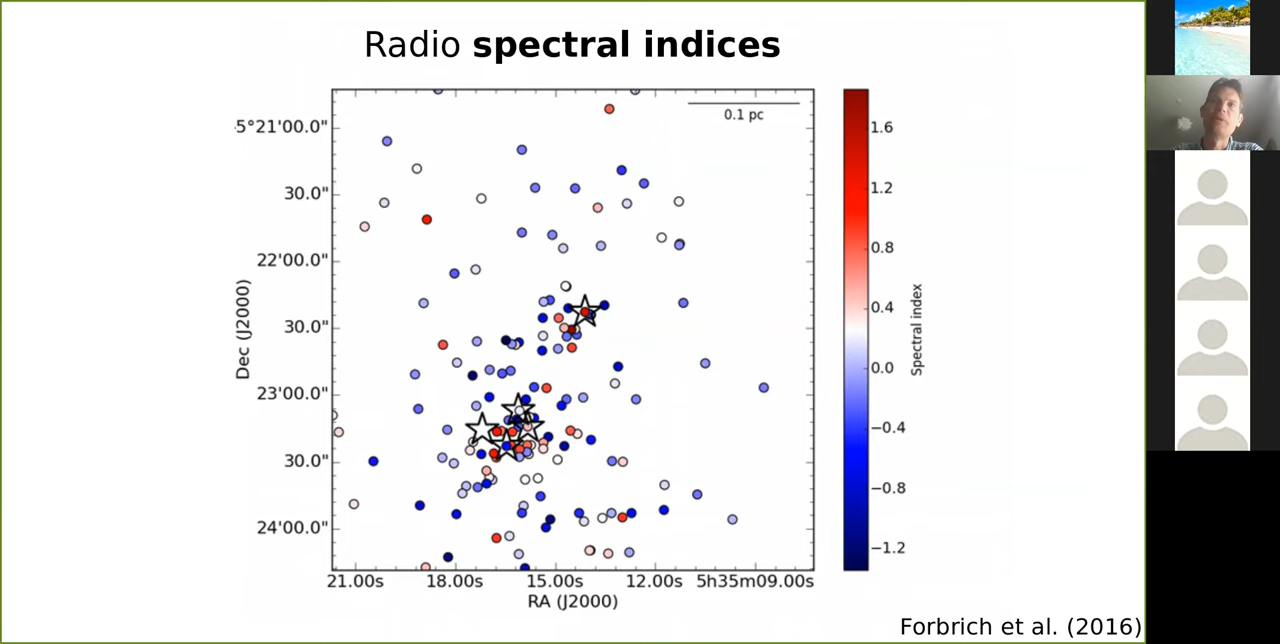 Radio spectral indices
0.1 pc
5°21'00.0"
30.0"
22'00.0"
30.0"
23'00.0"
30.0"
24'00.0"
Dec (J2000)
21.00s 18.00s 15.00s 12.00s 5h35m09.00s
RA (J2000)
1.6
1.2
0.8
0.4
0.0
−0.4
−0.8
−1.2
Spectral index
Forbrich et al. (2016)